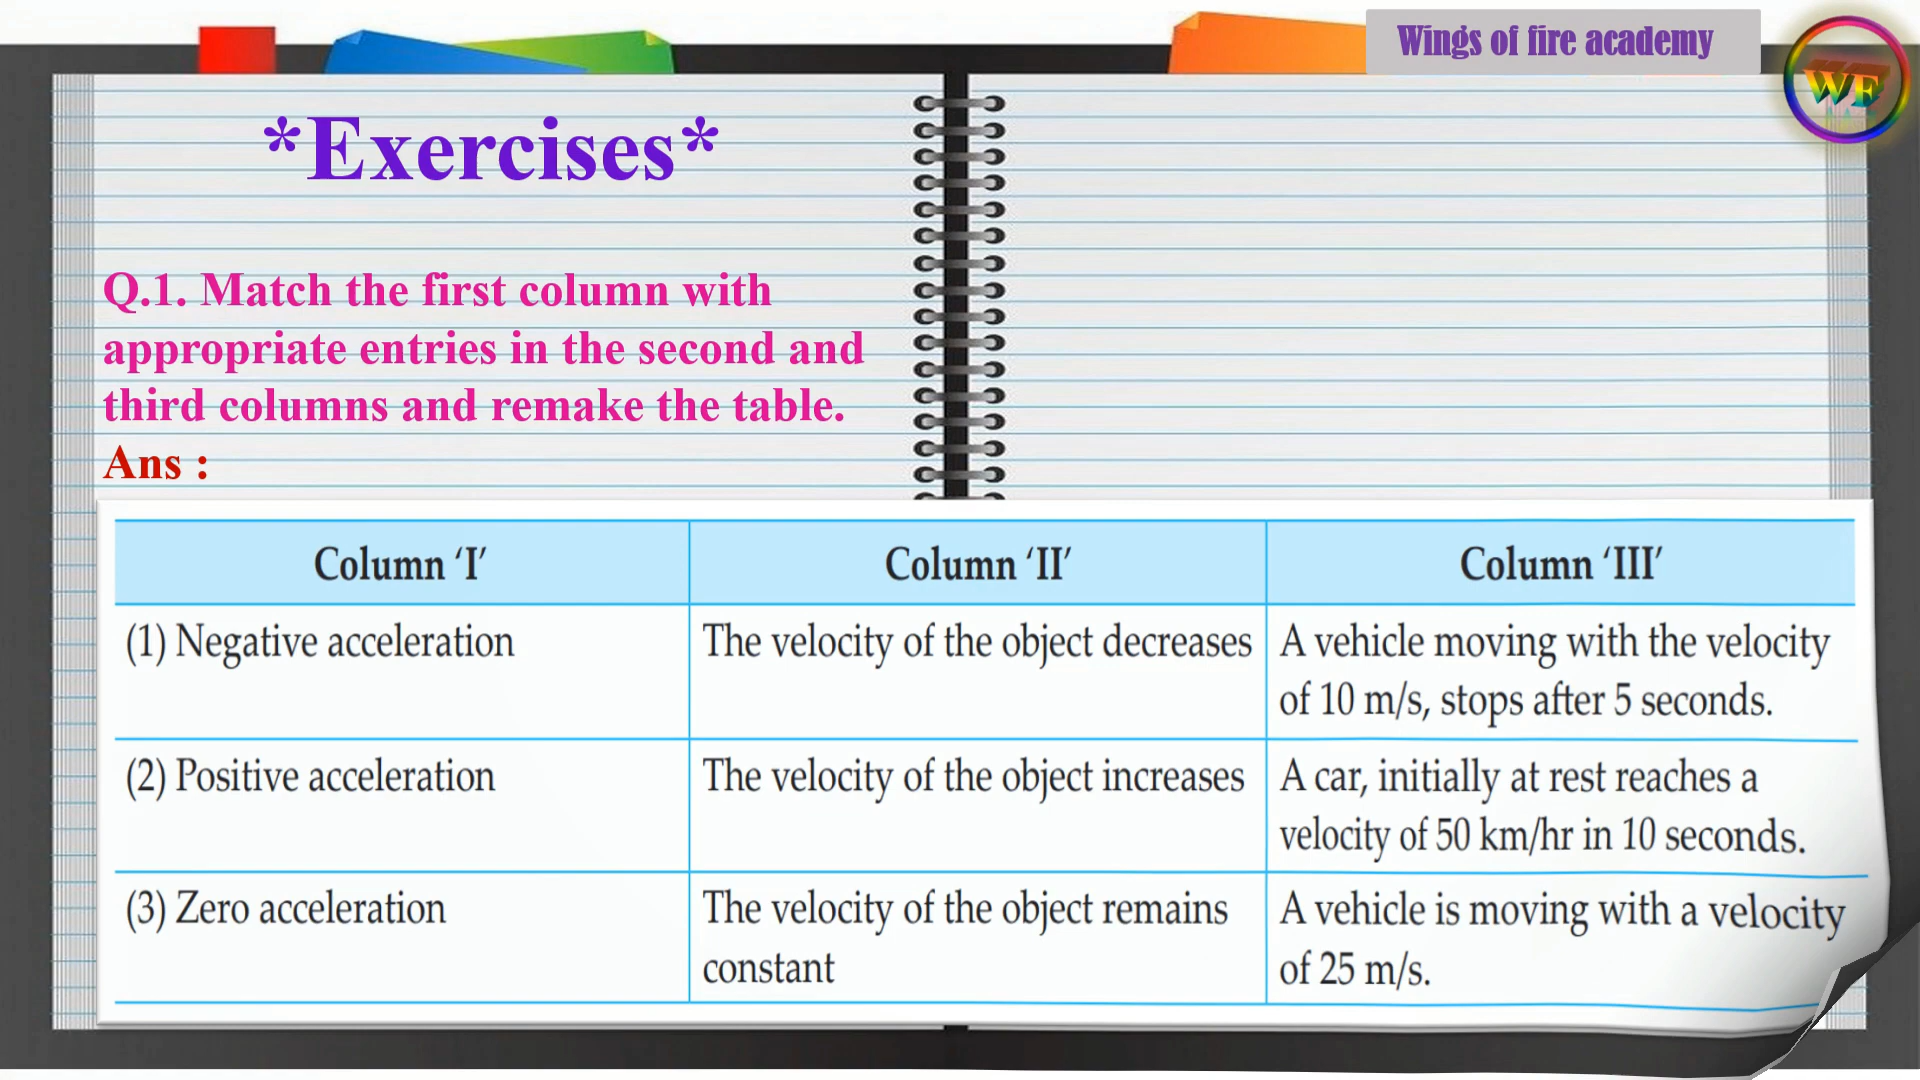 Wings of fire academy
WF
*Exercises*
Q.1. Match the first column with
appropriate entries in the second and
third columns and remake the table.
Ans :
Column ‘I’
Column ‘II’
Column ‘III’
(1) Negative acceleration
The velocity of the object decreases
A vehicle moving with the velocity
of 10 m/s, stops after 5 seconds.
(2) Positive acceleration
The velocity of the object increases
A car, initially at rest reaches a
velocity of 50 km/hr in 10 seconds.
(3) Zero acceleration
The velocity of the object remains
constant
A vehicle is moving with a velocity
of 25 m/s.